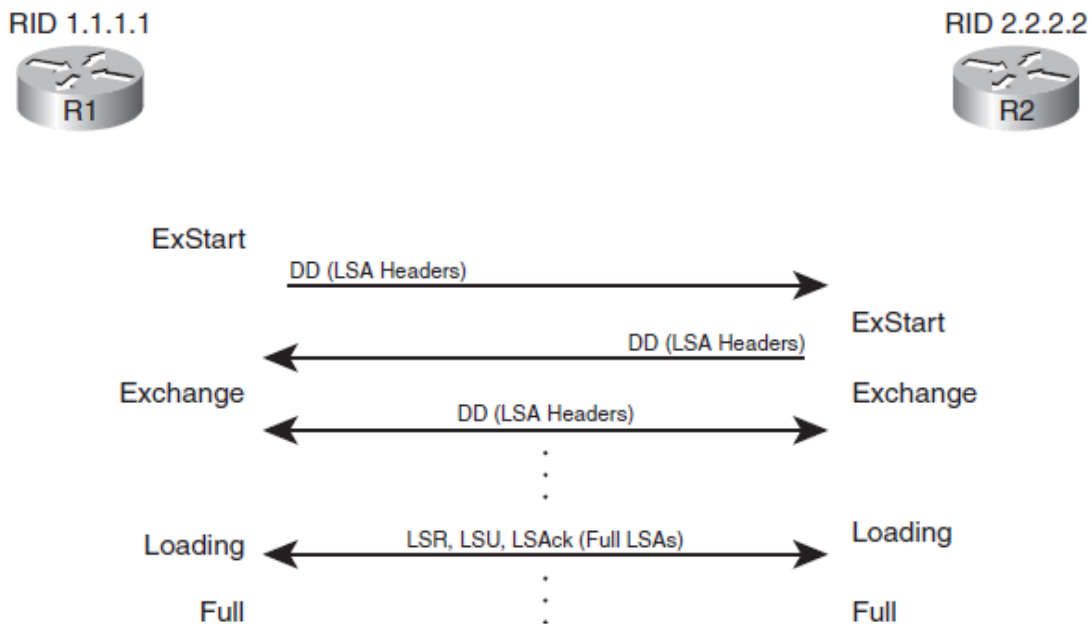 RID 1.1.1.1
RID 2.2.2.2
R1
R2
ExStart
DD (LSA Headers)
ExStart
DD (LSA Headers)
Exchange
Exchange
DD (LSA Headers)
Loading
LSR, LSU, LSAck (Full LSAs)
Loading
Full
Full